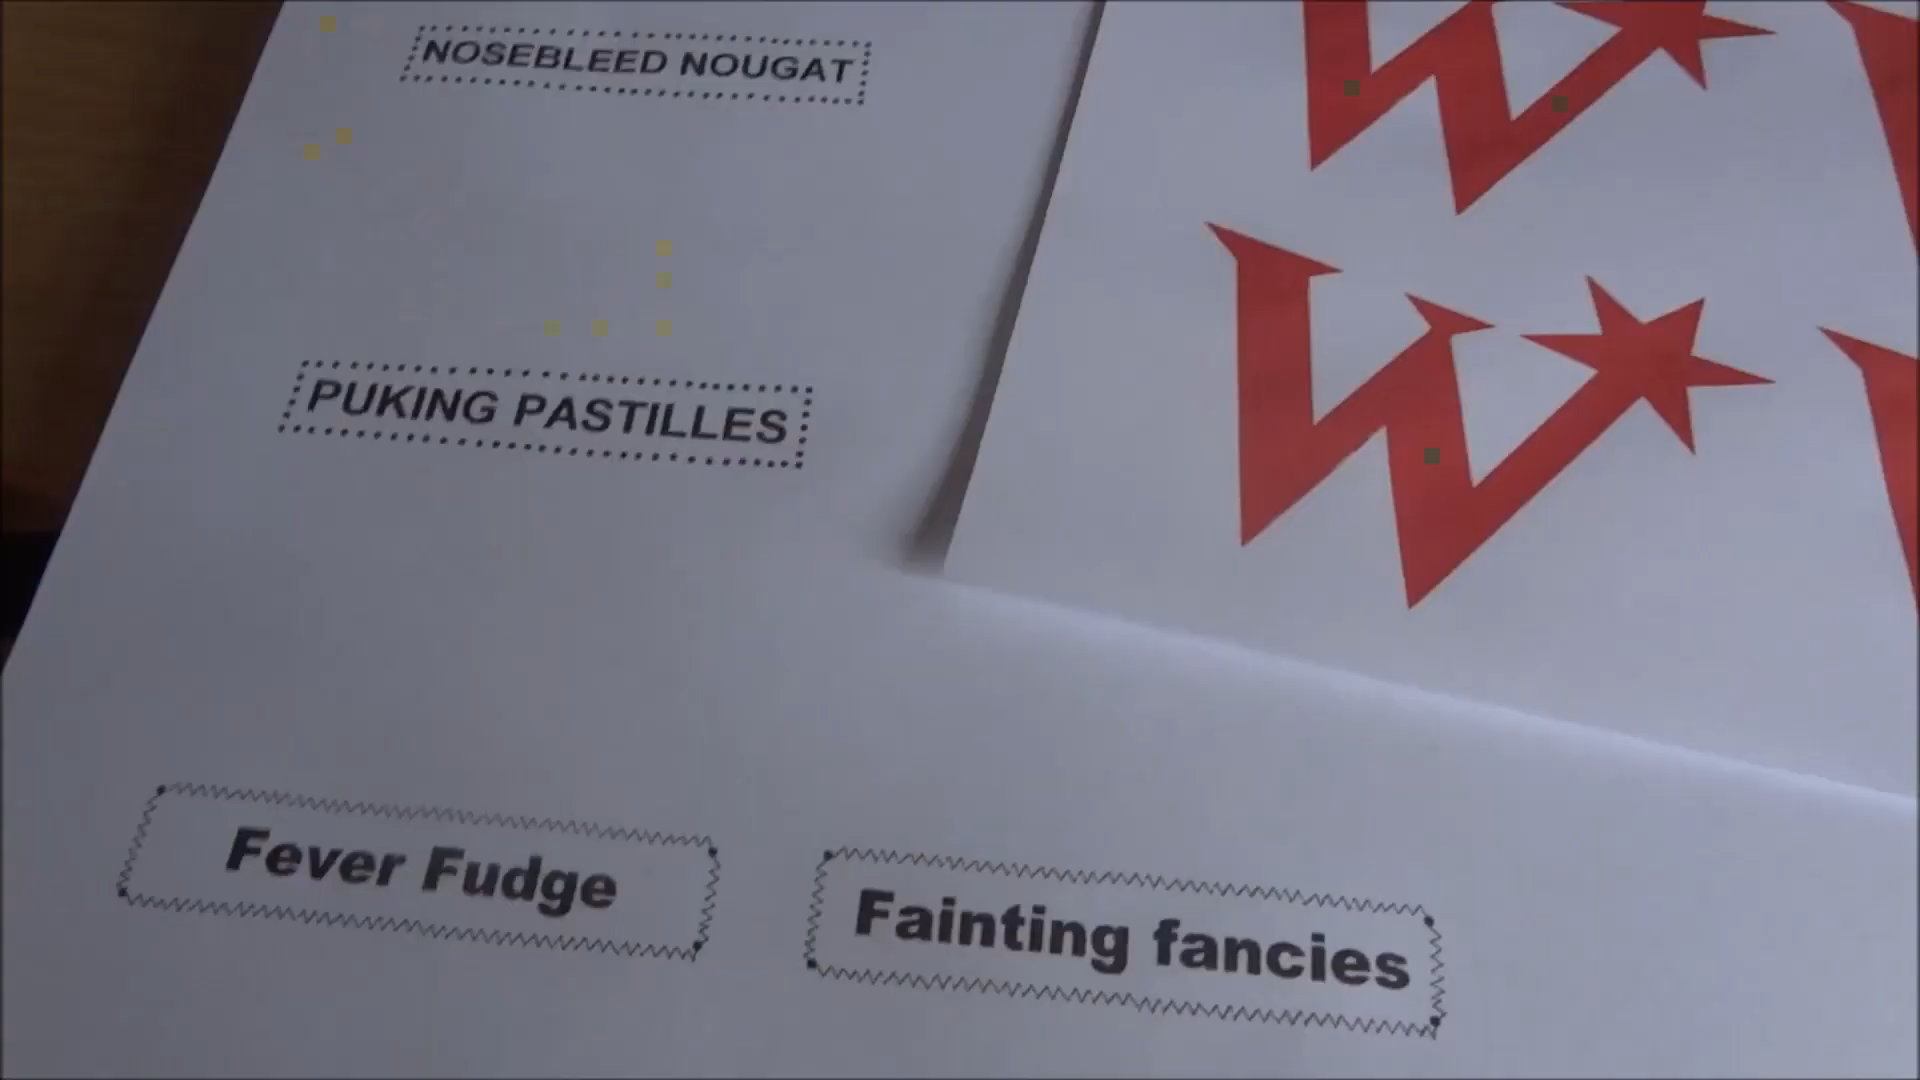 NOSEBLEED NOUGAT
PUKING PASTILLES
Fever Fudge
Fainting fancies
W
W